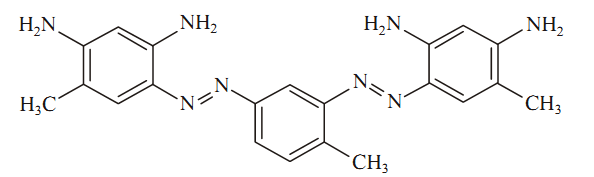 H₂N NH₂ H₂N NH₂
N N
H₃C N N CH₃
CH₃